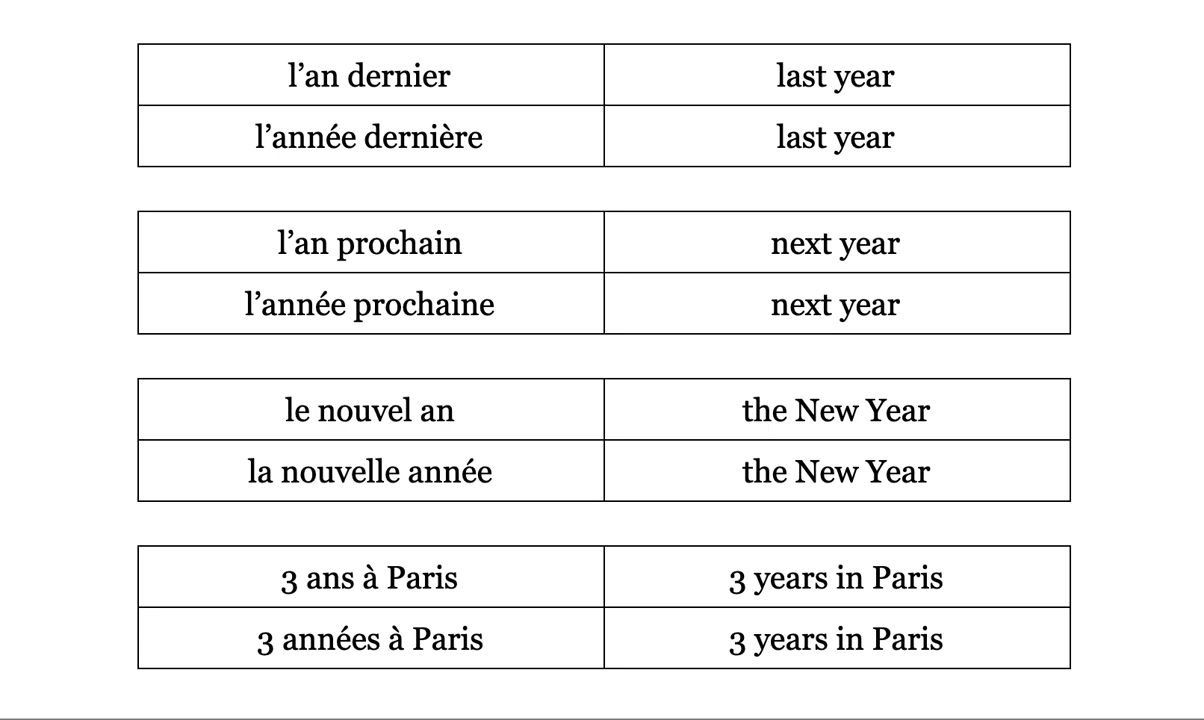 l’an dernier last year
l’année dernière last year
l’an prochain next year
l’année prochaine next year
le nouvel an the New Year
la nouvelle année the New Year
3 ans à Paris 3 years in Paris
3 années à Paris 3 years in Paris